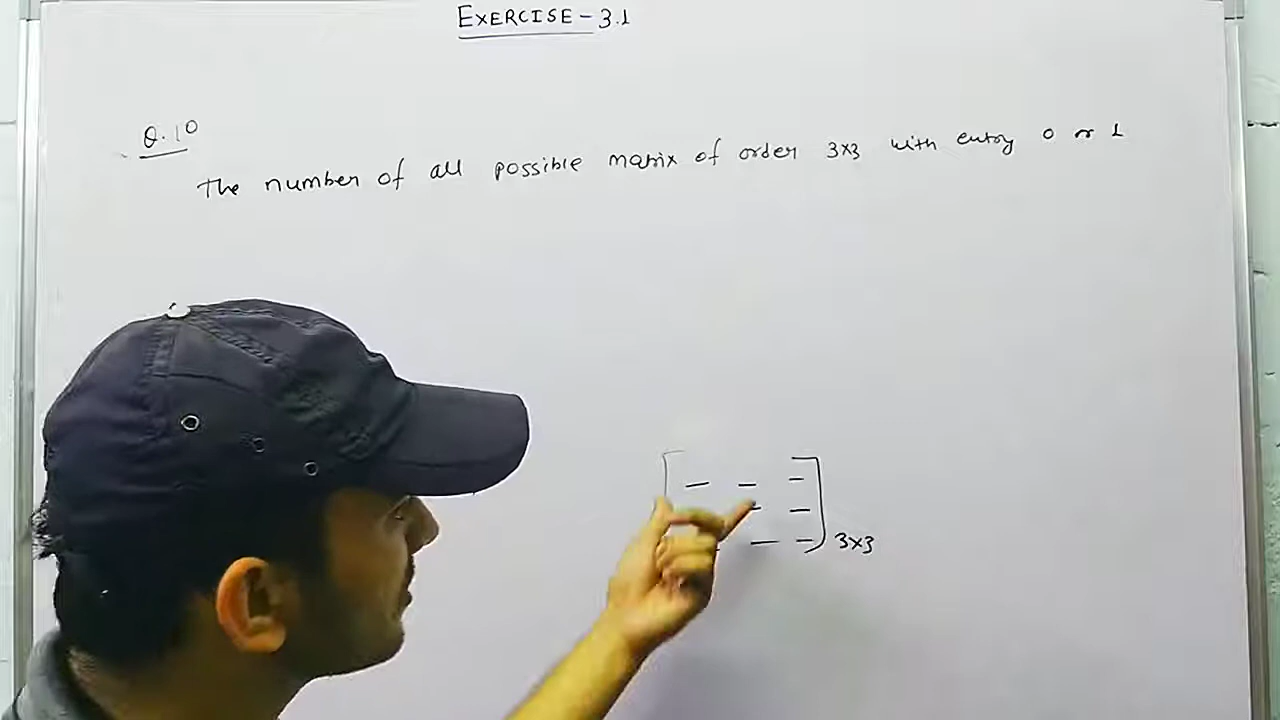 EXERCISE - 3.1
Q.10
The number of all possible matrix of order 3x3 with entry 0 or 1
3x3